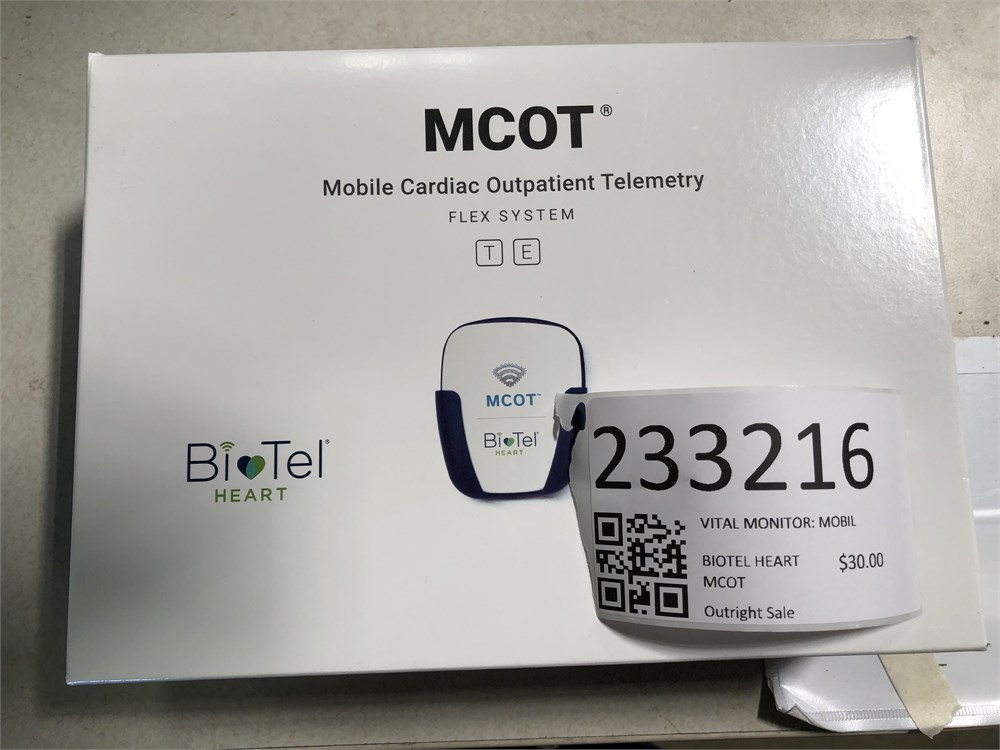 MCOT®
Mobile Cardiac Outpatient Telemetry
FLEX SYSTEM
T E
MCOT™
BioTel
HEART
BioTel®
HEART
233216
VITAL MONITOR: MOBIL
BIOTEL HEART $30.00
MCOT
Outright Sale